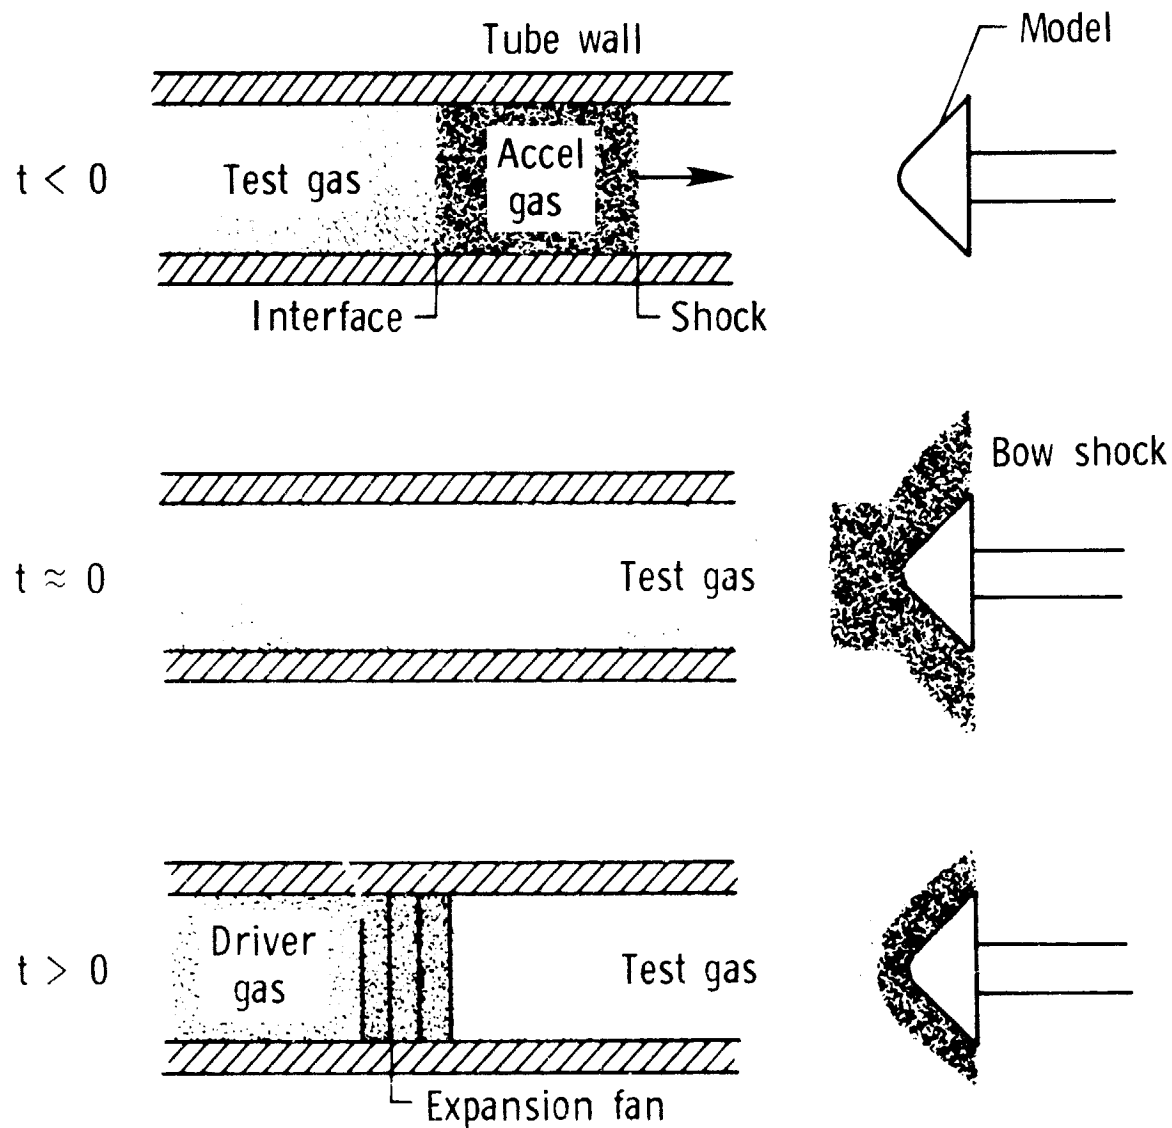 Tube wall
Model
t < 0
Test gas
Accel
gas
Interface
Shock
Bow shock
t ≈ 0
Test gas
t > 0
Driver
gas
Test gas
Expansion fan